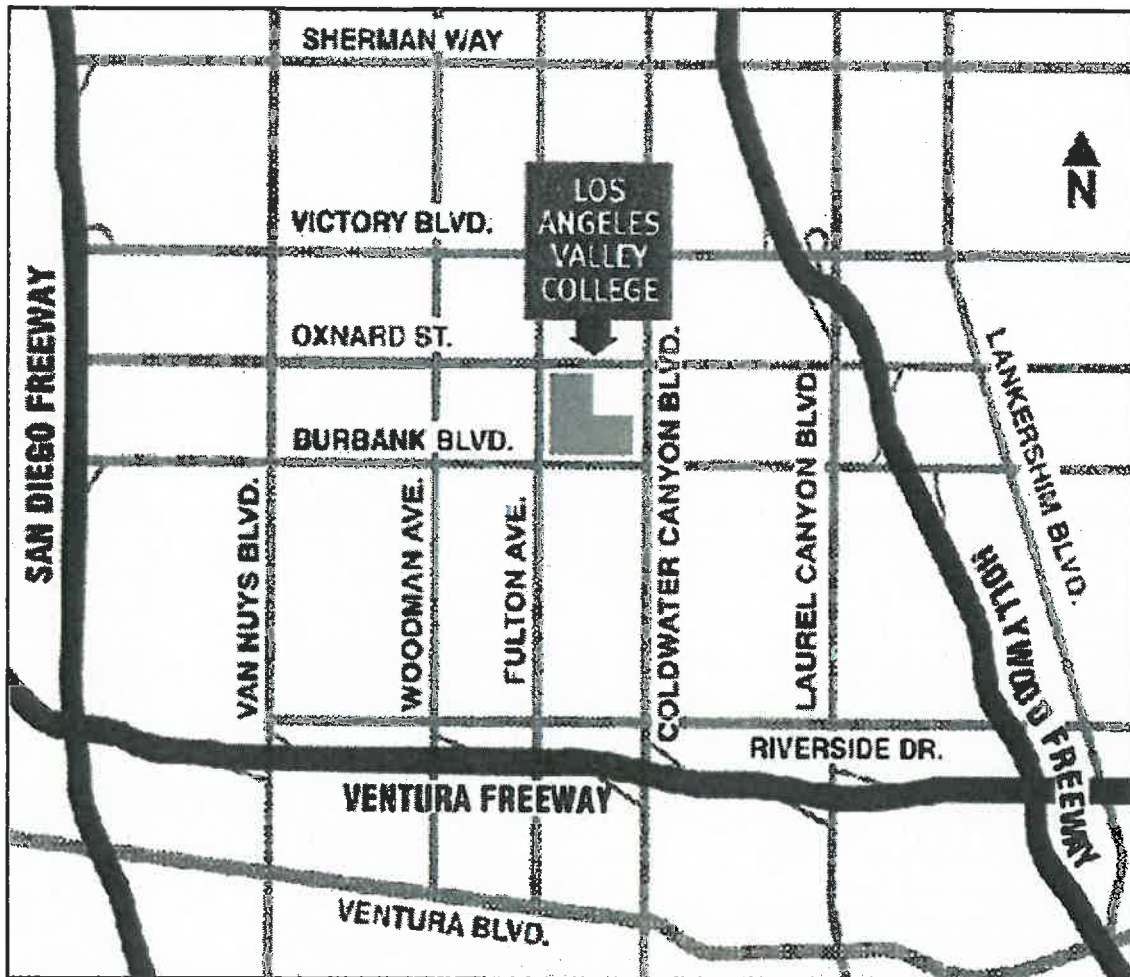 SHERMAN WAY
LOS
ANGELES
VALLEY
COLLEGE
N
VICTORY BLVD.
OXNARD ST.
BURBANK BLVD.
SAN DIEGO FREEWAY
VAN NUYS BLVD.
WOODMAN AVE.
FULTON AVE.
COLDWATER CANYON BLVD.
LAUREL CANYON BLVD.
LANKERSHIM BLVD.
HOLLYWOOD FREEWAY
RIVERSIDE DR.
VENTURA FREEWAY
VENTURA BLVD.